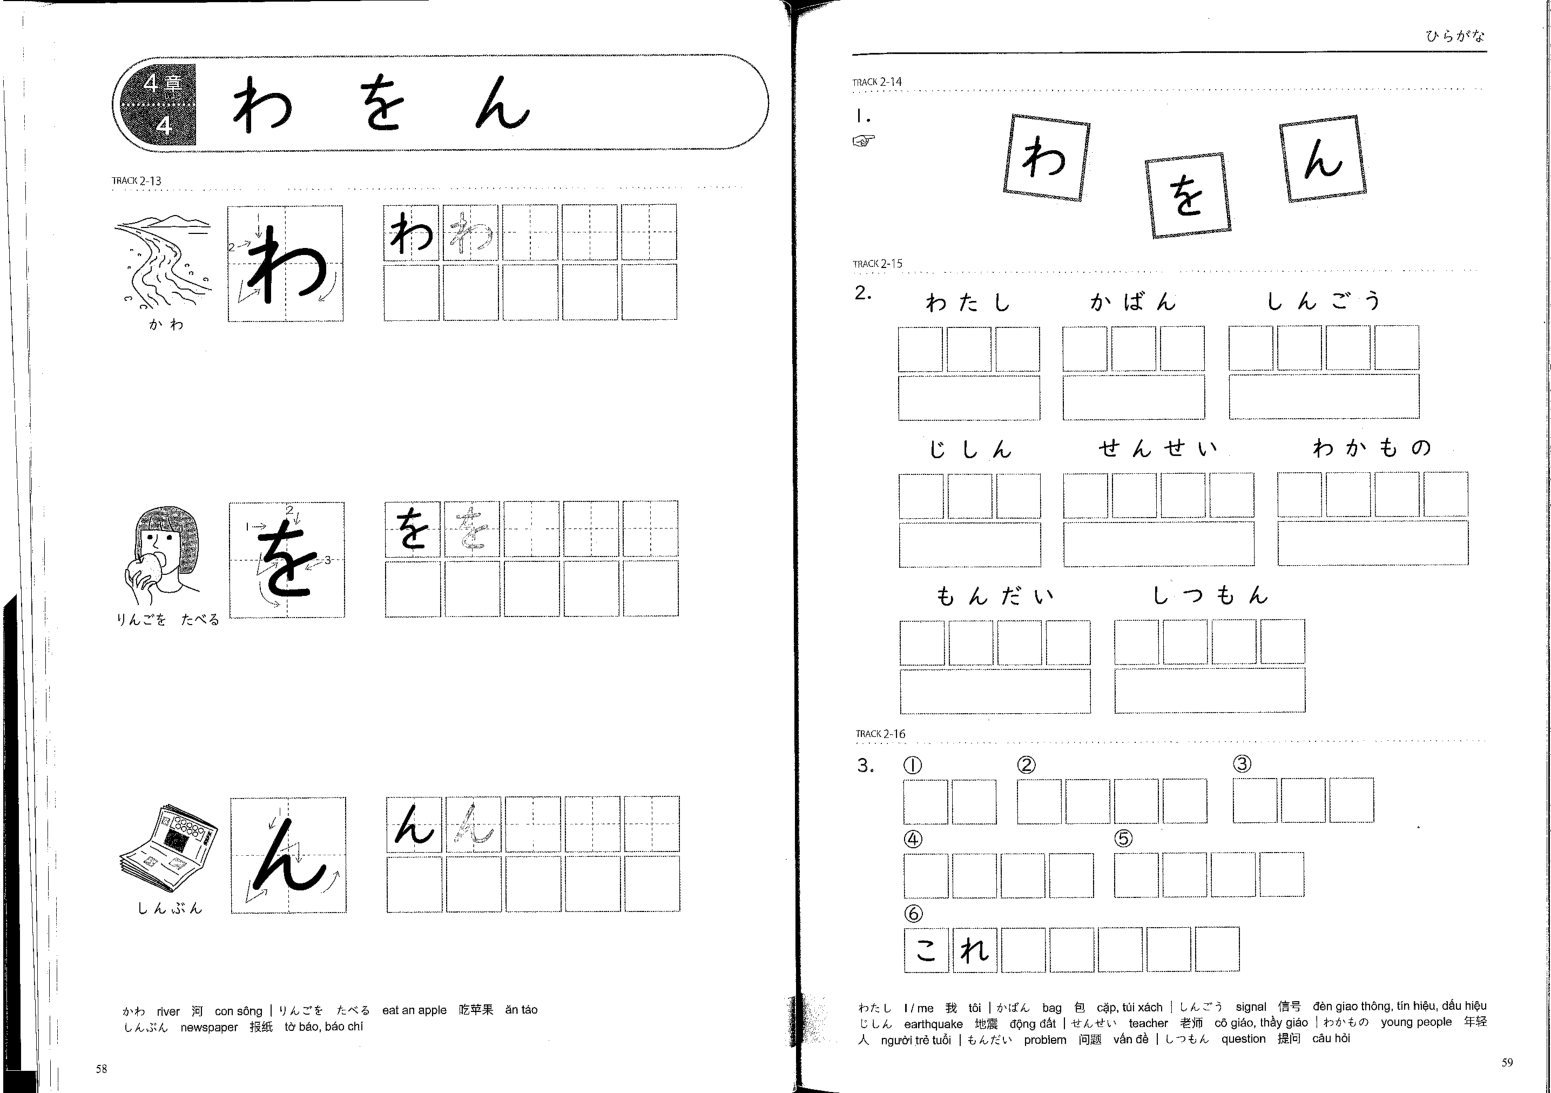 4章
4
わ を ん
TRACK 2-13
2
わ わ
わ
かわ
1 2 3
を
を を
りんごを たべる
1
ん
ん ん
しんぶん
かわ river 河 con sông | りんごを たべる eat an apple 吃苹果 ăn táo
しんぶん newspaper 报纸 tờ báo, báo chí
58
ひらがな
TRACK 2-14
1.
わ を ん
TRACK 2-15
2.
わたし かばん しんごう
じしん せんせい わかもの
もんだい しつもん
TRACK 2-16
3. ① ② ③
④ ⑤
⑥
これ
わたし I / me 我 tôi | かばん bag 包 cặp, túi xách | しんごう signal 信号 đèn giao thông, tín hiệu, dấu hiệu
じしん earthquake 地震 động đất | せんせい teacher 老师 cô giáo, thầy giáo | わかもの young people 年轻
人 người trẻ tuổi | もんだい problem 问题 vấn đề | しつもん question 提问 câu hỏi
59